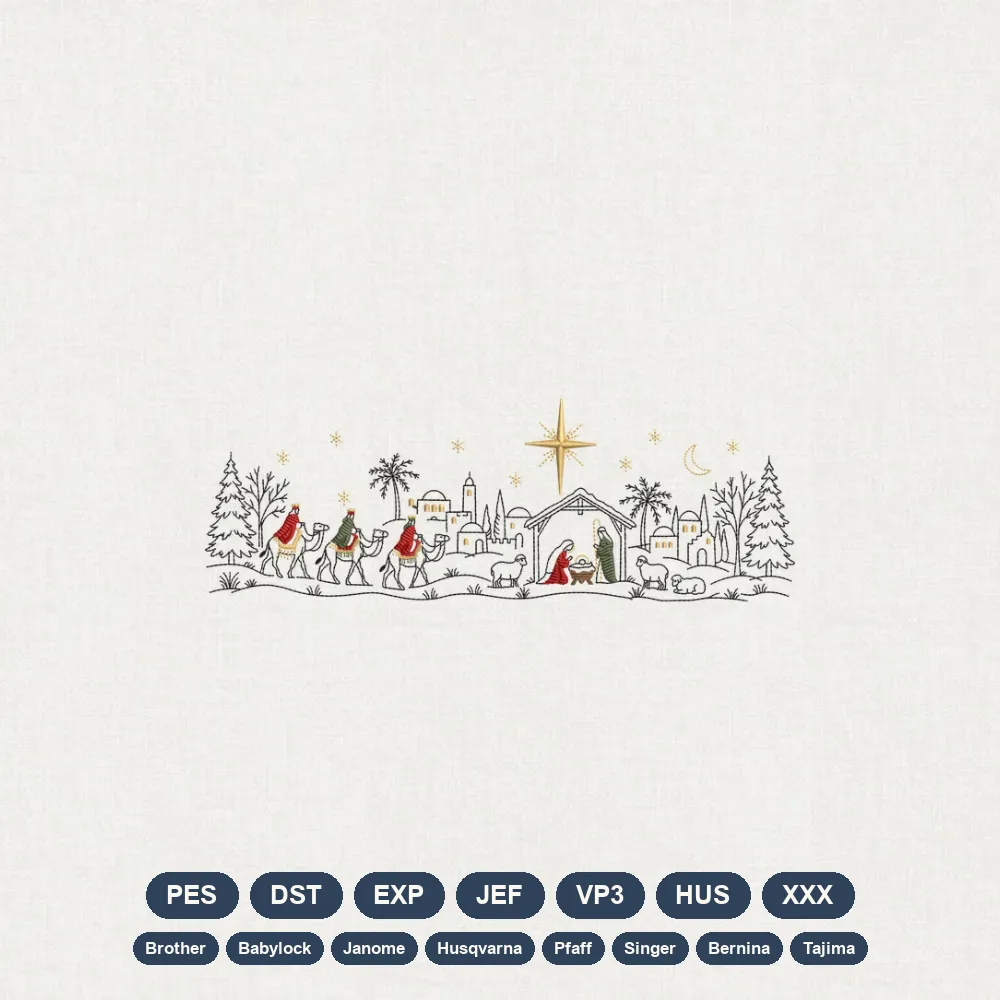 PES DST EXP JEF VP3 HUS XXX
Brother Babylock Janome Husqvarna Pfaff Singer Bernina Tajima